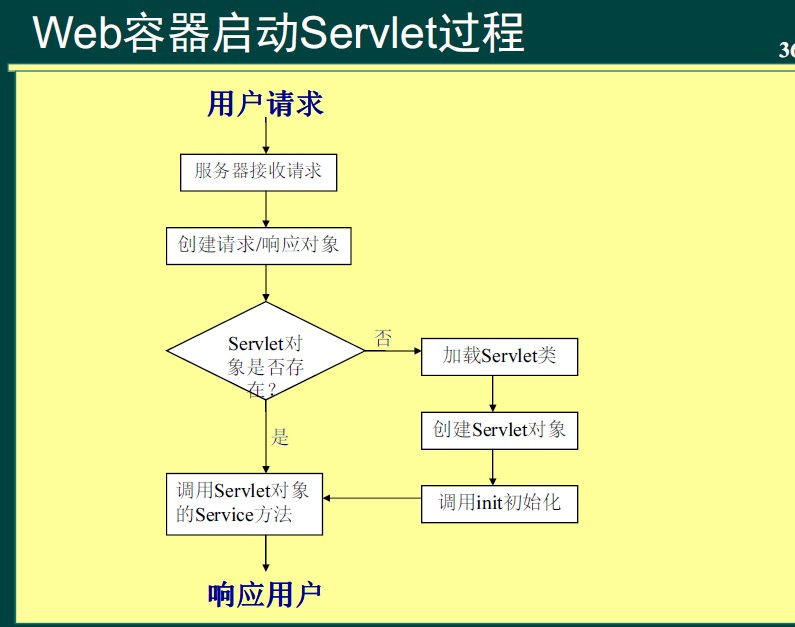 Web容器启动Servlet过程
用户请求
服务器接收请求
创建请求/响应对象
Servlet对
象是否存
在？
否
加载Servlet类
创建Servlet对象
是
调用init初始化
调用Servlet对象
的Service方法
响应用户